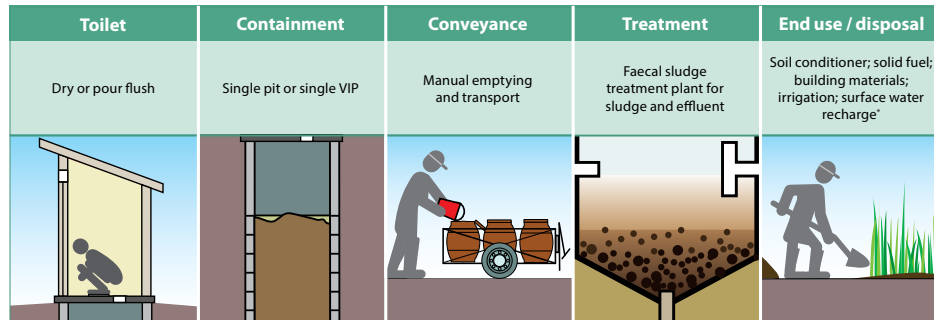 Toilet
Containment
Conveyance
Treatment
End use / disposal
Dry or pour flush
Single pit or single VIP
Manual emptying
and transport
Faecal sludge
treatment plant for
sludge and effluent
Soil conditioner; solid fuel;
building materials;
irrigation; surface water
recharge*